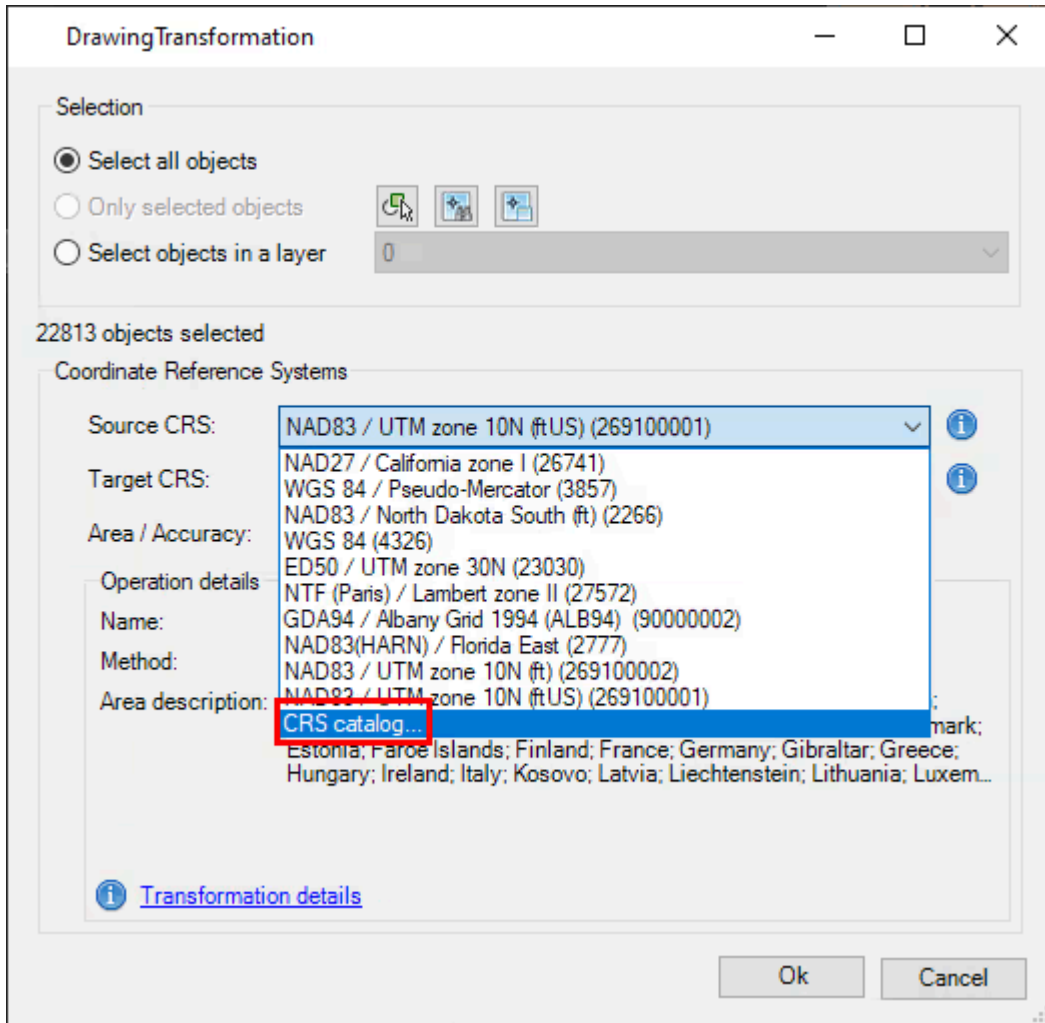 DrawingTransformation
Selection
Select all objects
Only selected objects
Select objects in a layer
0
22813 objects selected
Coordinate Reference Systems
Source CRS:
NAD83 / UTM zone 10N (ftUS) (269100001)
NAD27 / California zone I (26741)
WGS 84 / Pseudo-Mercator (3857)
Target CRS:
NAD83 / North Dakota South (ft) (2266)
Area / Accuracy:
WGS 84 (4326)
ED50 / UTM zone 30N (23030)
Operation details
NTF (Paris) / Lambert zone II (27572)
Name:
GDA94 / Albany Grid 1994 (ALB94) (90000002)
NAD83(HARN) / Florida East (2777)
Method:
NAD83 / UTM zone 10N (ft) (269100002)
Area description:
NAD83 / UTM zone 10N (ftUS) (269100001)
CRS catalog...
mark;
Estonia; Faroe Islands; Finland; France; Germany; Gibraltar; Greece;
Hungary; Ireland; Italy; Kosovo; Latvia; Liechtenstein; Lithuania; Luxem...
Transformation details
Ok
Cancel